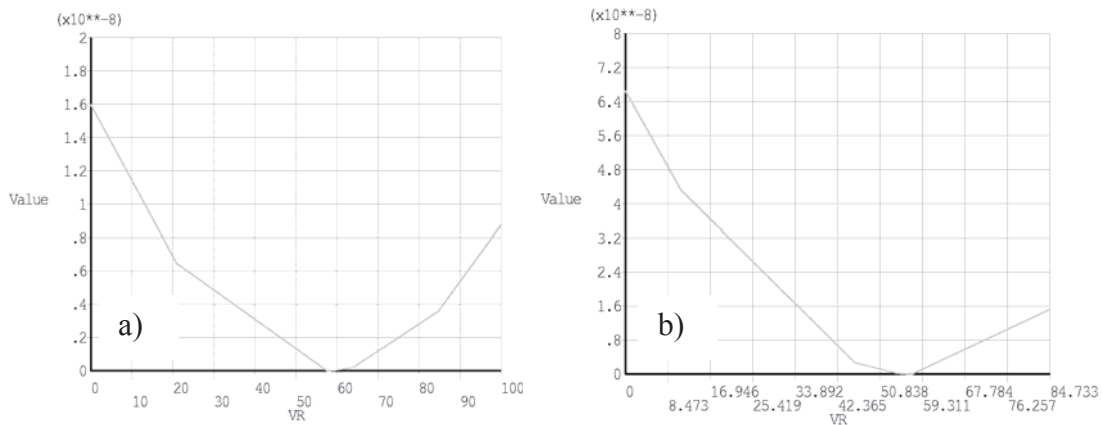 (x10**-8)
2
1.8
1.6
1.4
1.2
Value
1
.8
.6
.4
a)
.2
0
0 20 40 60 80 100
10 30 50 70 90
VR
(x10**-8)
8
7.2
6.4
5.6
4.8
Value
4
3.2
2.4
1.6
b)
.8
0
0 16.946 33.892 50.838 67.784 84.733
8.473 25.419 42.365 59.311 76.257
VR